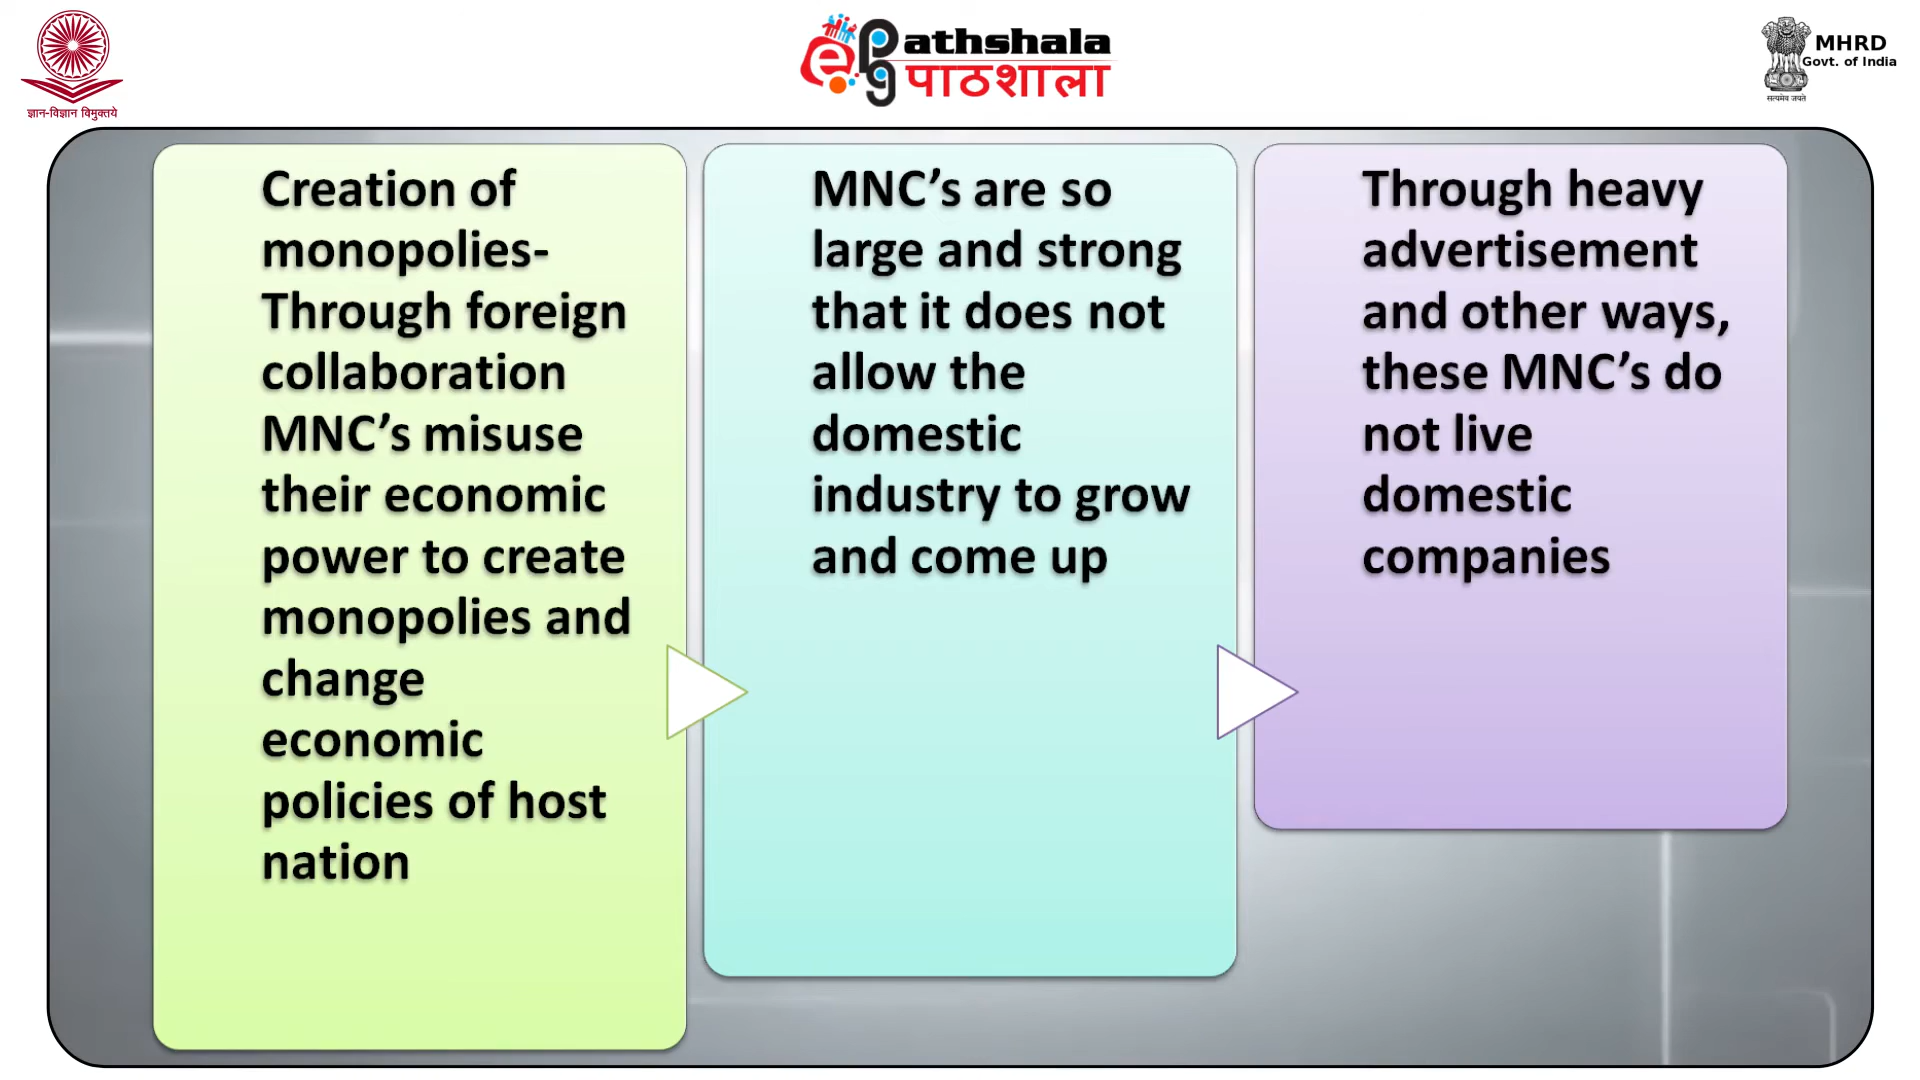 ज्ञान-विज्ञान विमुक्तये
ePG Pathshala
पाठशाला
सत्यमेव जयते
MHRD
Govt. of India
Creation of
monopolies-
Through foreign
collaboration
MNC’s misuse
their economic
power to create
monopolies and
change
economic
policies of host
nation
MNC’s are so
large and strong
that it does not
allow the
domestic
industry to grow
and come up
Through heavy
advertisement
and other ways,
these MNC’s do
not live
domestic
companies